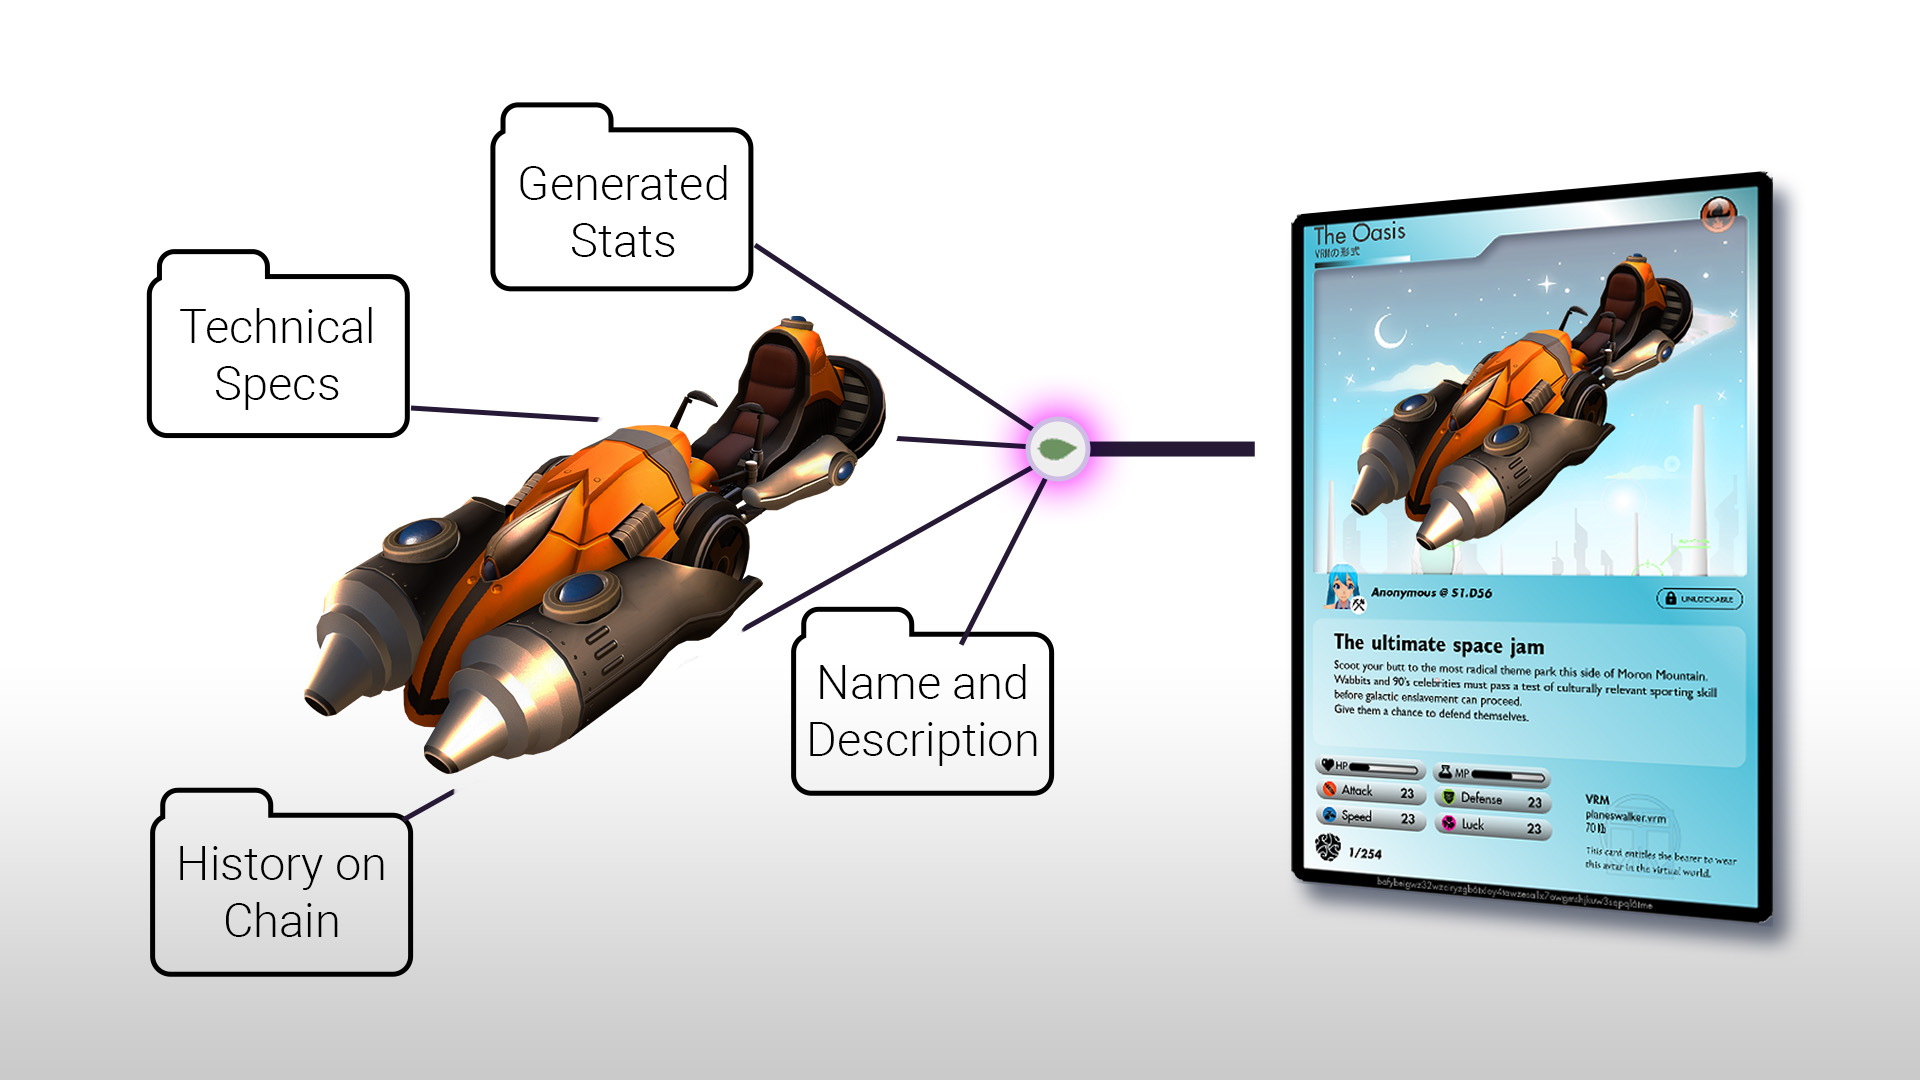 Generated
Stats
Technical
Specs
Name and
Description
History on
Chain
The Oasis
VRMの形式
Anonymous @ S1.D56
UNLOCKABLE
The ultimate space jam
Scoot your butt to the most radical theme park this side of Moron Mountain.
Wabbits and 90's celebrities must pass a test of culturally relevant sporting skill
before galactic enslavement can proceed.
Give them a chance to defend themselves.
HP
MP
Attack 23
Defense 23
Speed 23
Luck 23
1/254
VRM
planeswalker.vrm
70
This card entitles the bearer to wear
this avtar in the virtual world.